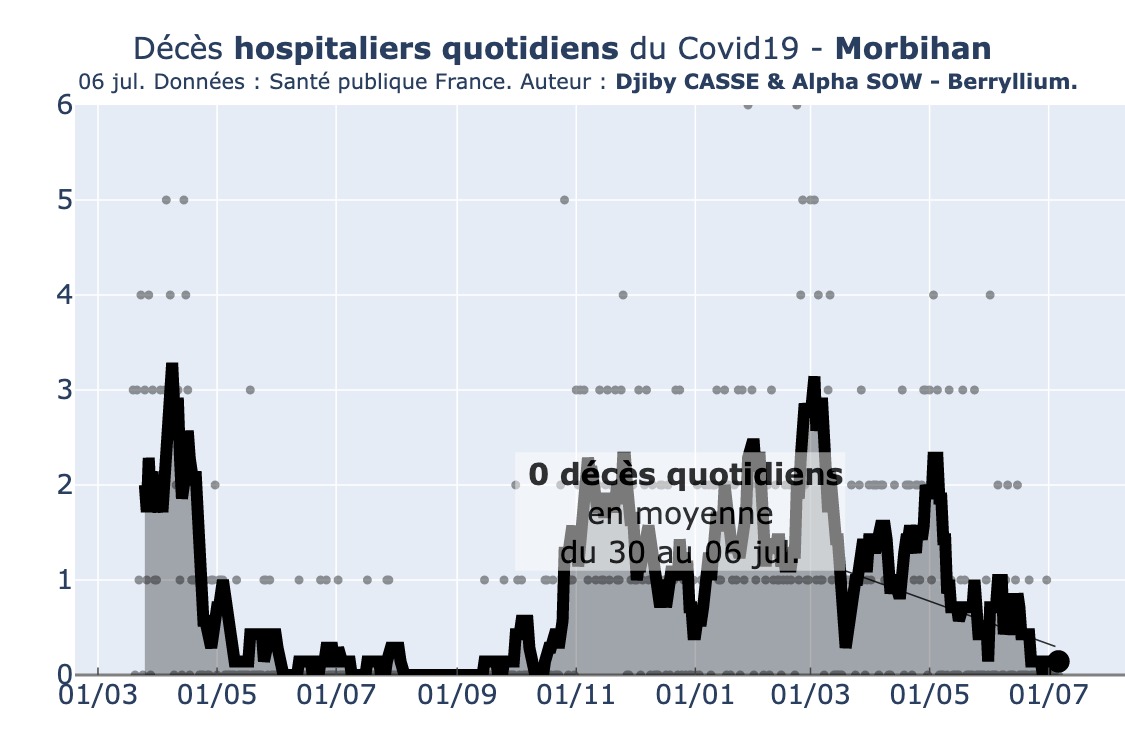 Décès hospitaliers quotidiens du Covid19 - Morbihan
06 jul. Données : Santé publique France. Auteur : Djiby CASSE & Alpha SOW - Berryllium.
6
5
4
3
2
1
0
0 décès quotidiens
en moyenne
du 30 au 06 jul.
01/03 01/05 01/07 01/09 01/11 01/01 01/03 01/05 01/07